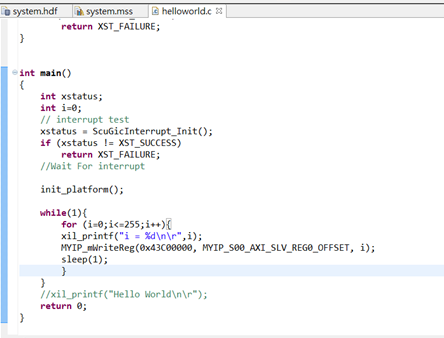 system.hdf system.mss helloworld.c
return XST_FAILURE;
}
int main()
{
int xstatus;
int i=0;
// interrupt test
xstatus = ScuGicInterrupt_Init();
if (xstatus != XST_SUCCESS)
return XST_FAILURE;
//Wait For interrupt
init_platform();
while(1){
for (i=0;i<=255;i++){
xil_printf("i = %d\n\r",i);
MYIP_mWriteReg(0x43C00000, MYIP_S00_AXI_SLV_REG0_OFFSET, i);
sleep(1);
}
}
//xil_printf("Hello World\n\r");
return 0;
}